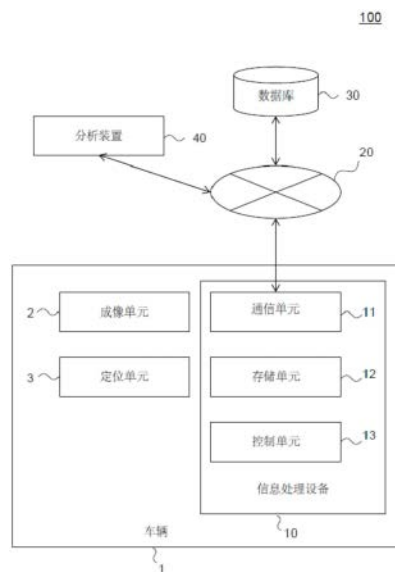 100
数据库
30
分析装置
40
20
2
成像单元
通信单元
11
3
定位单元
存储单元
12
控制单元
13
信息处理设备
车辆
10
1